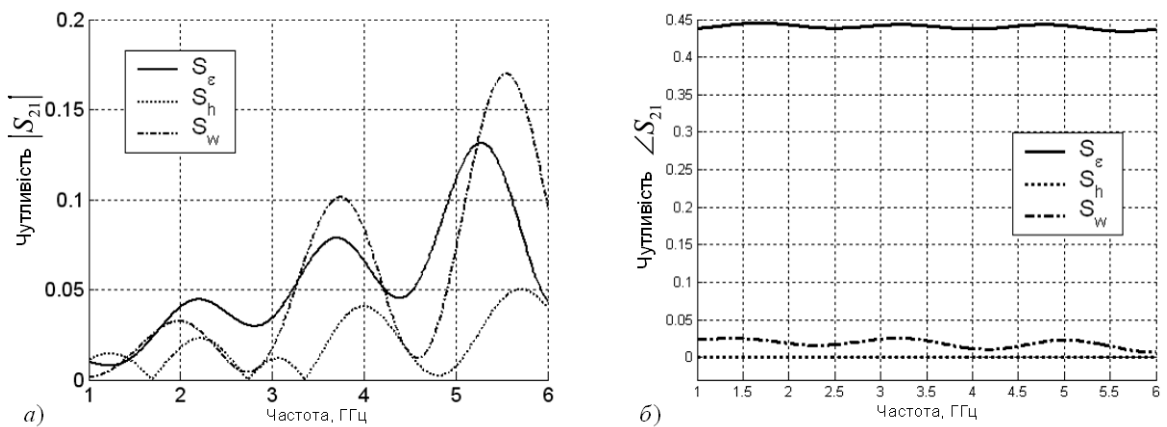 Чутливість |S21|
0.2
0.15
0.1
0.05
0
Sε
Sh
Sw
1 2 3 4 5 6
Частота, ГГц
а)
Чутливість ∠S21
0.45
0.4
0.35
0.3
0.25
0.2
0.15
0.1
0.05
0
Sε
Sh
Sw
1 1.5 2 2.5 3 3.5 4 4.5 5 5.5 6
Частота, ГГц
б)